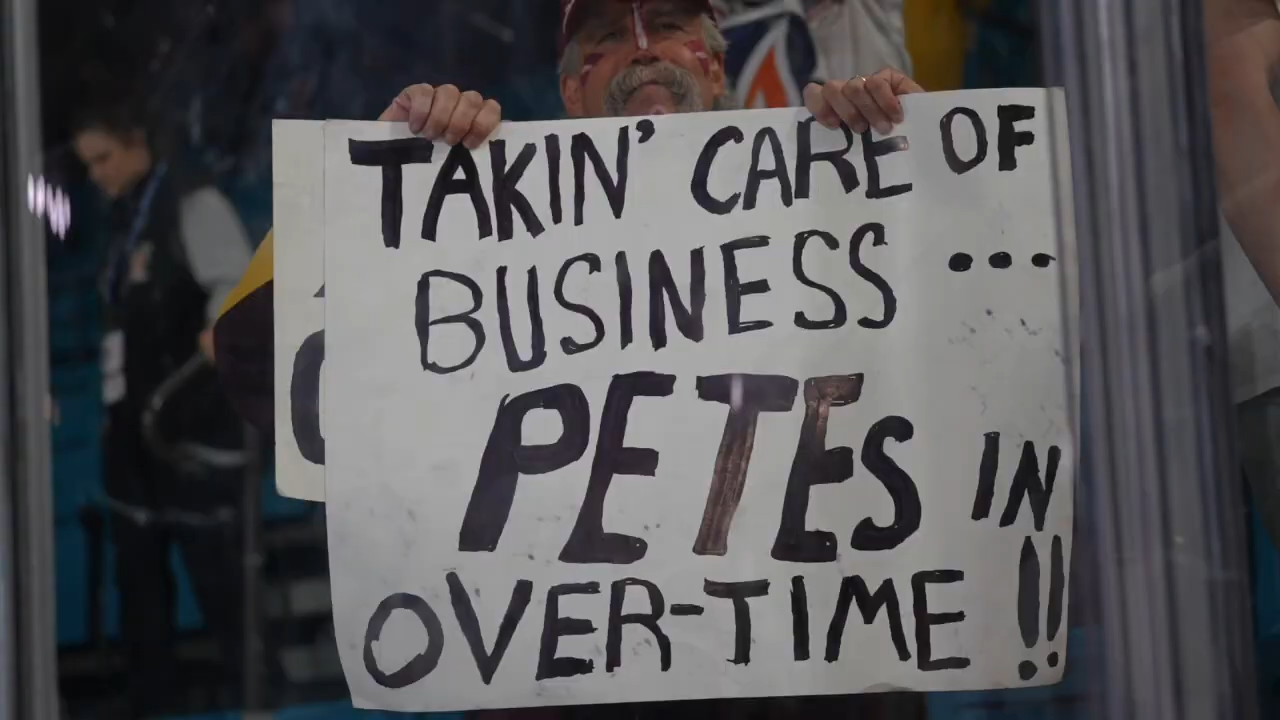 TAKIN' CARE OF
BUSINESS ...
PETES IN
OVER-TIME !!